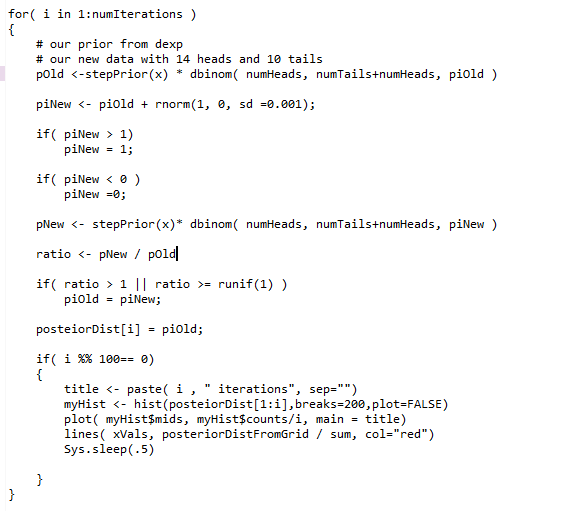 for( i in 1:numIterations )
{
# our prior from dexp
# our new data with 14 heads and 10 tails
pOld <-stepPrior(x) * dbinom( numHeads, numTails+numHeads, piOld )
piNew <- piOld + rnorm(1, 0, sd =0.001);
if( piNew > 1)
piNew = 1;
if( piNew < 0 )
piNew =0;
pNew <- stepPrior(x)* dbinom( numHeads, numTails+numHeads, piNew )
ratio <- pNew / pOld
if( ratio > 1 || ratio >= runif(1) )
piOld = piNew;
posteiorDist[i] = piOld;
if( i %% 100== 0)
{
title <- paste( i , " iterations", sep="")
myHist <- hist(posteiorDist[1:i],breaks=200,plot=FALSE)
plot( myHist$mids, myHist$counts/i, main = title)
lines( xVals, posteriorDistFromGrid / sum, col="red")
Sys.sleep(.5)
}
}